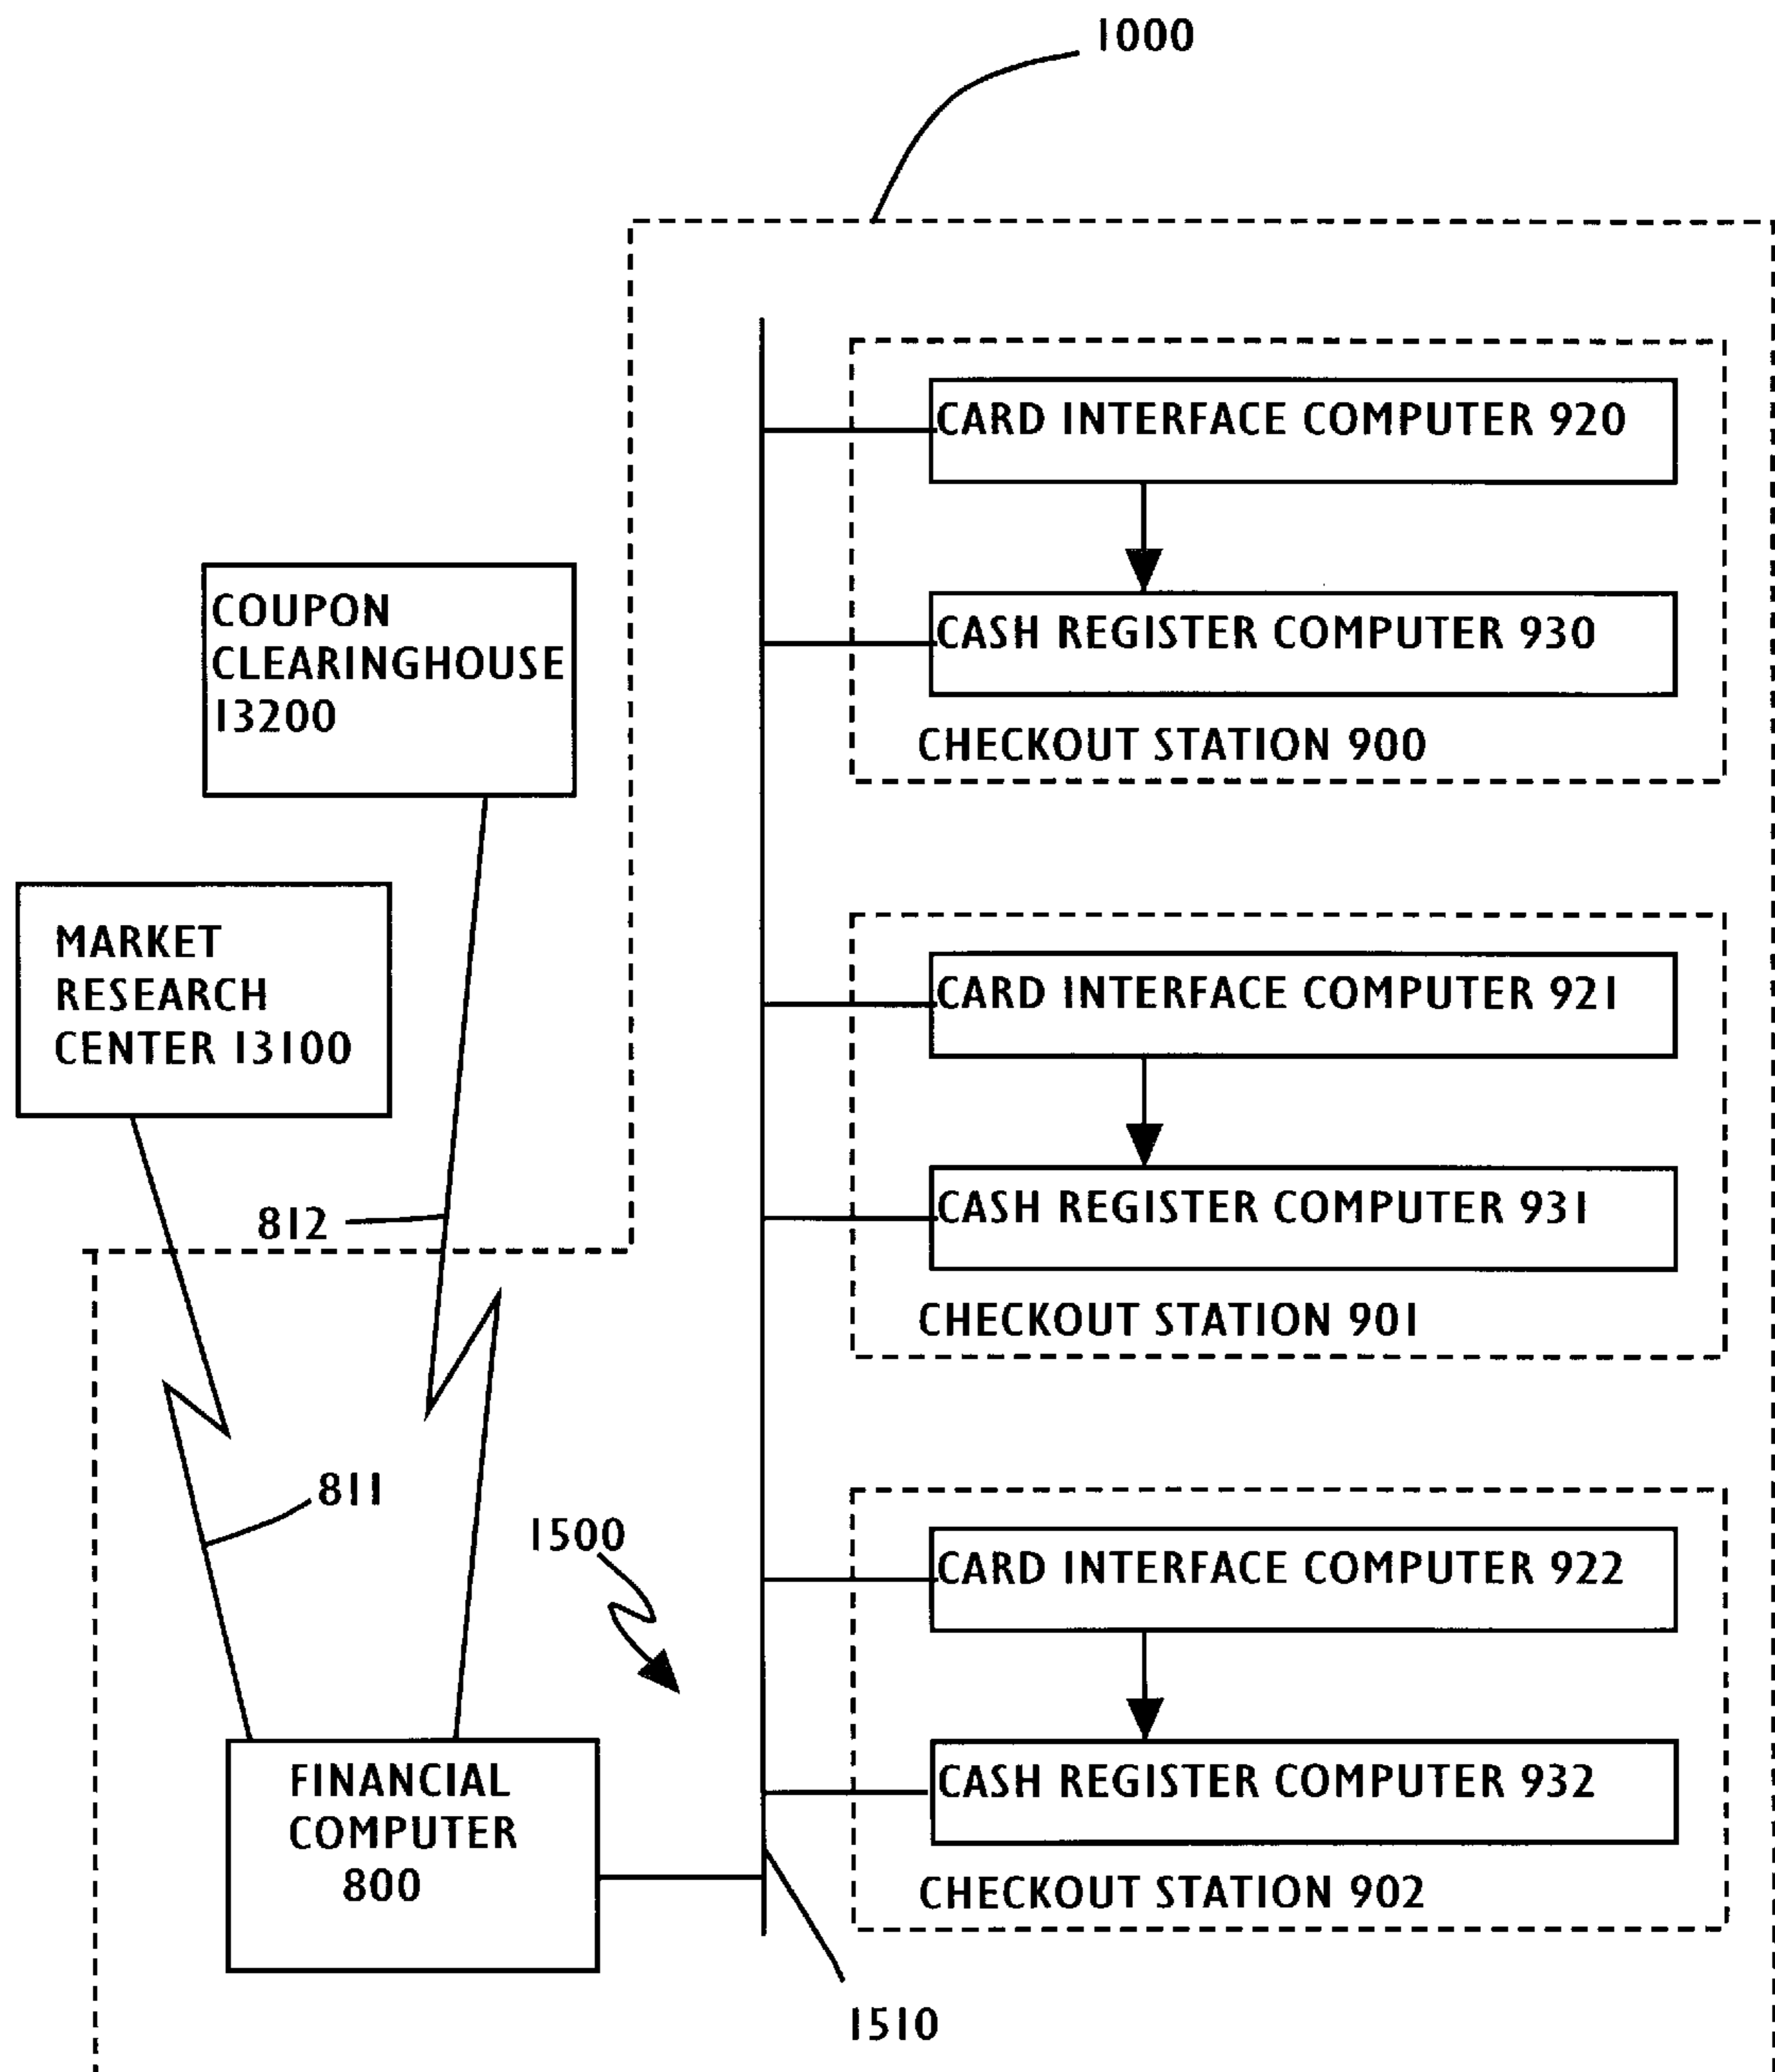 1000
CARD INTERFACE COMPUTER 920
CASH REGISTER COMPUTER 930
CHECKOUT STATION 900
COUPON
CLEARINGHOUSE
13200
MARKET
RESEARCH
CENTER 13100
CARD INTERFACE COMPUTER 921
CASH REGISTER COMPUTER 931
CHECKOUT STATION 901
812
811
1500
CARD INTERFACE COMPUTER 922
CASH REGISTER COMPUTER 932
CHECKOUT STATION 902
FINANCIAL
COMPUTER
800
1510